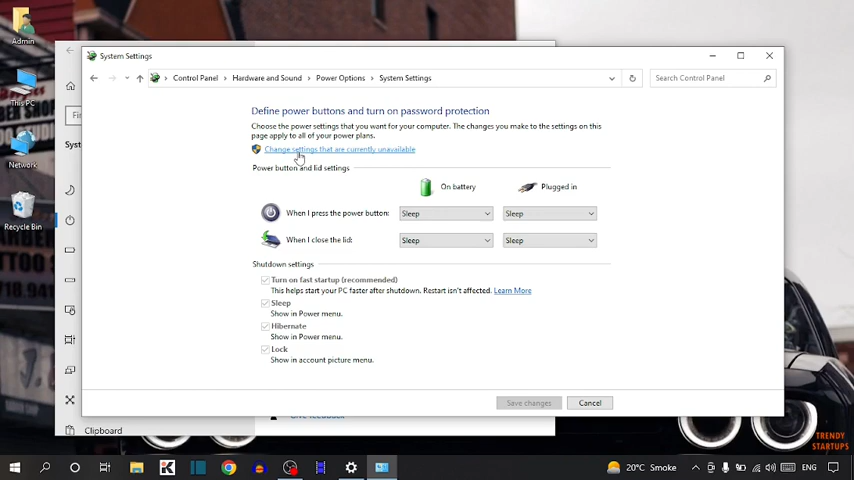 Admin
This PC
Network
Recycle Bin
System Settings
Control Panel
Hardware and Sound
Power Options
System Settings
Search Control Panel
Define power buttons and turn on password protection
Choose the power settings that you want for your computer. The changes you make to the settings on this
page apply to all of your power plans.
Change settings that are currently unavailable
Power button and lid settings
On battery
Plugged in
When I press the power button:
Sleep
Sleep
When I close the lid:
Sleep
Sleep
Shutdown settings
Turn on fast startup (recommended)
This helps start your PC faster after shutdown. Restart isn't affected. Learn More
Sleep
Show in Power menu.
Hibernate
Show in Power menu.
Lock
Show in account picture menu.
Save changes
Cancel
Clipboard
TRENDY
STARTUPS
20°C Smoke
ENG